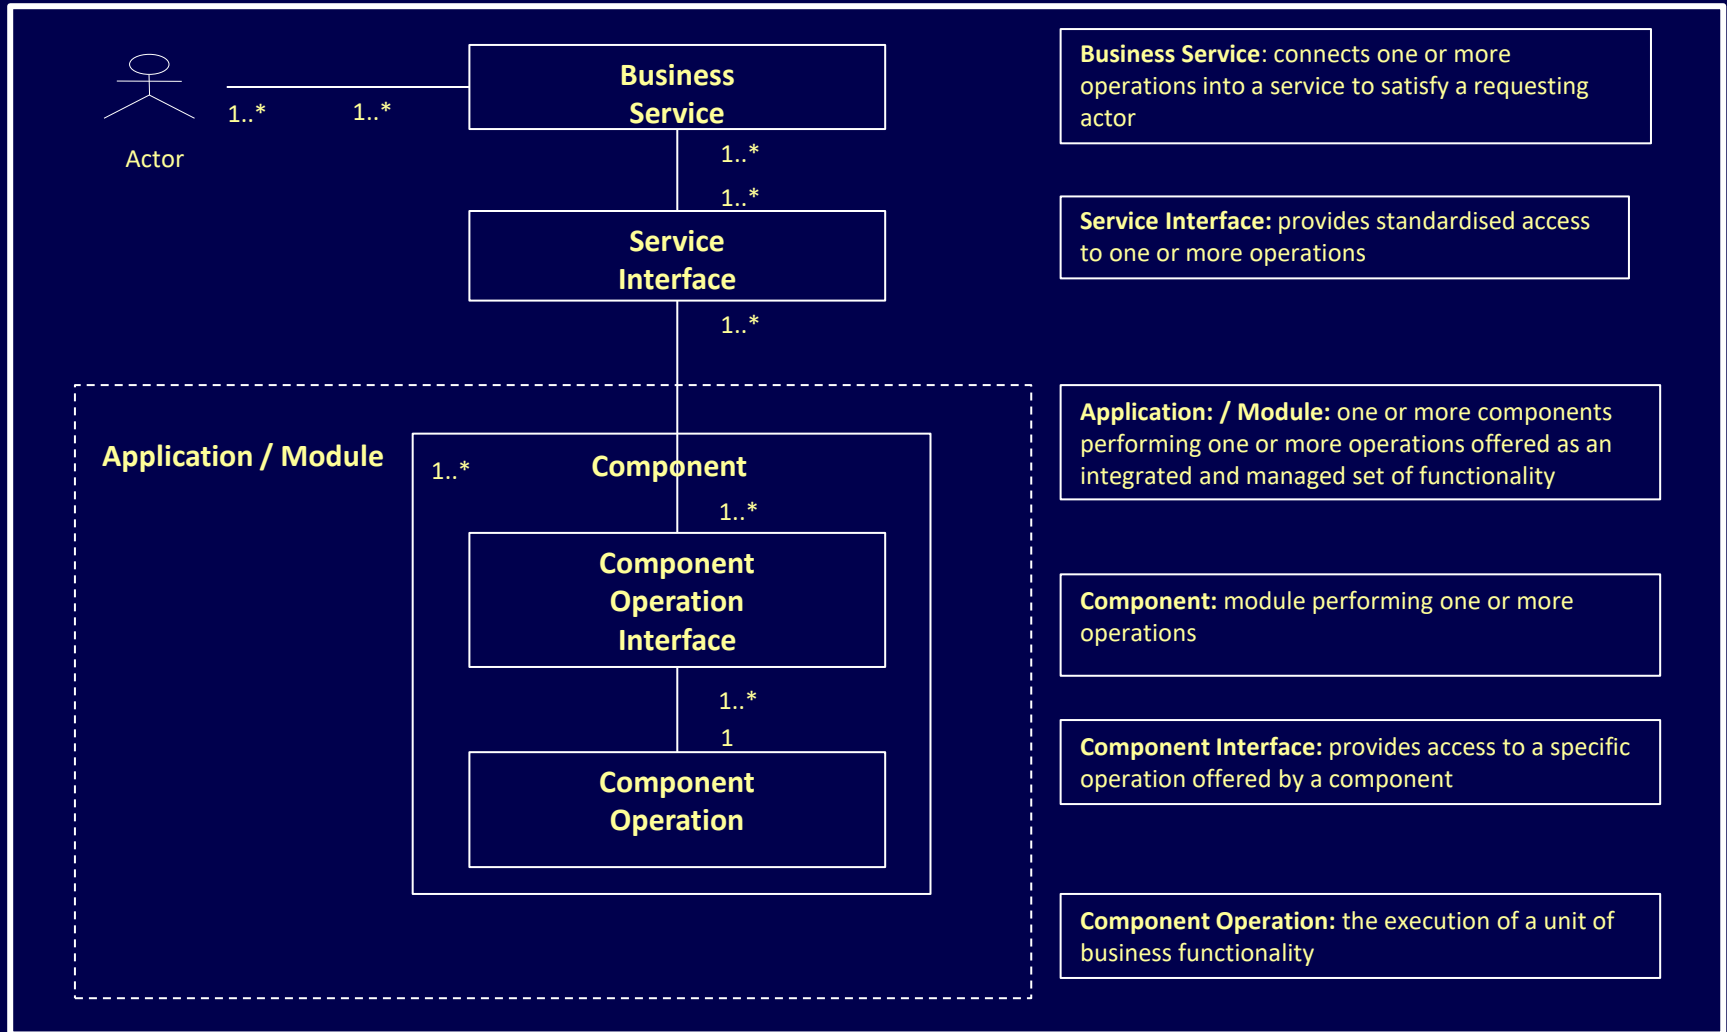 Business
Service
1..*
1..*
Actor
1..*
1..*
Service
Interface
1..*
Application / Module
1..*
Component
1..*
Component
Operation
Interface
1..*
1
Component
Operation
Business Service: connects one or more
operations into a service to satisfy a requesting
actor
Service Interface: provides standardised access
to one or more operations
Application: / Module: one or more components
performing one or more operations offered as an
integrated and managed set of functionality
Component: module performing one or more
operations
Component Interface: provides access to a specific
operation offered by a component
Component Operation: the execution of a unit of
business functionality